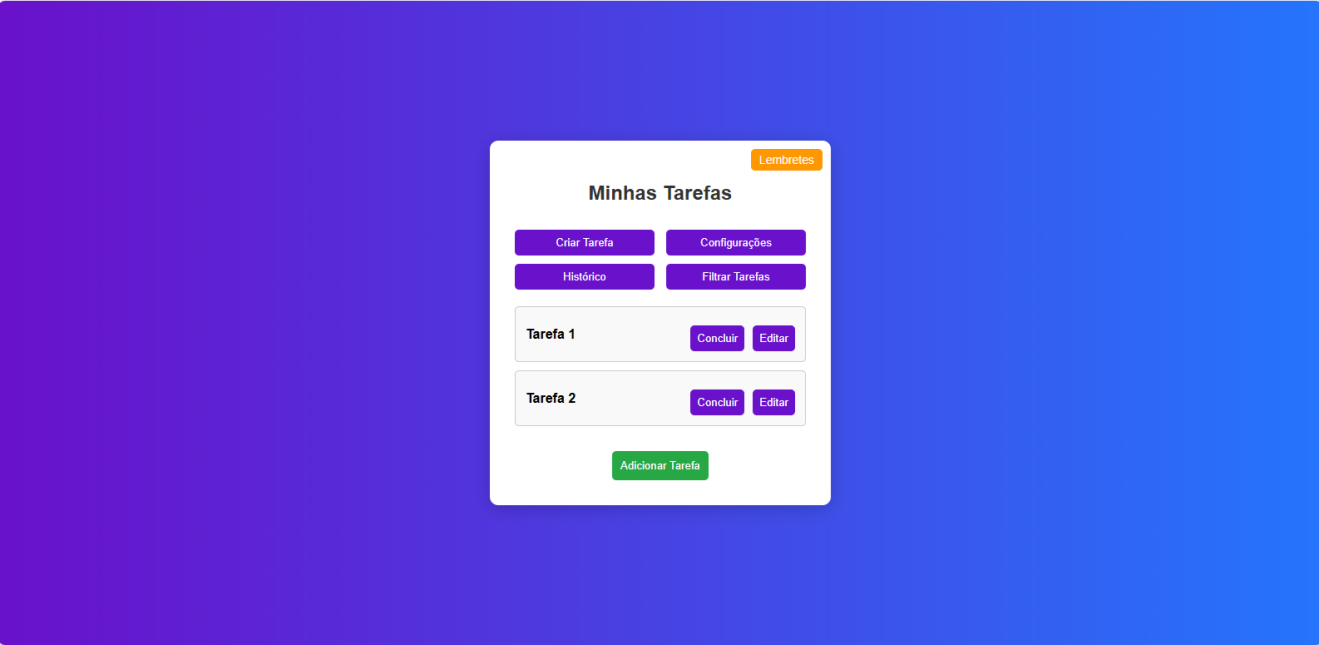 Lembretes
Minhas Tarefas
Criar Tarefa Configurações
Histórico Filtrar Tarefas
Tarefa 1 Concluir Editar
Tarefa 2 Concluir Editar
Adicionar Tarefa